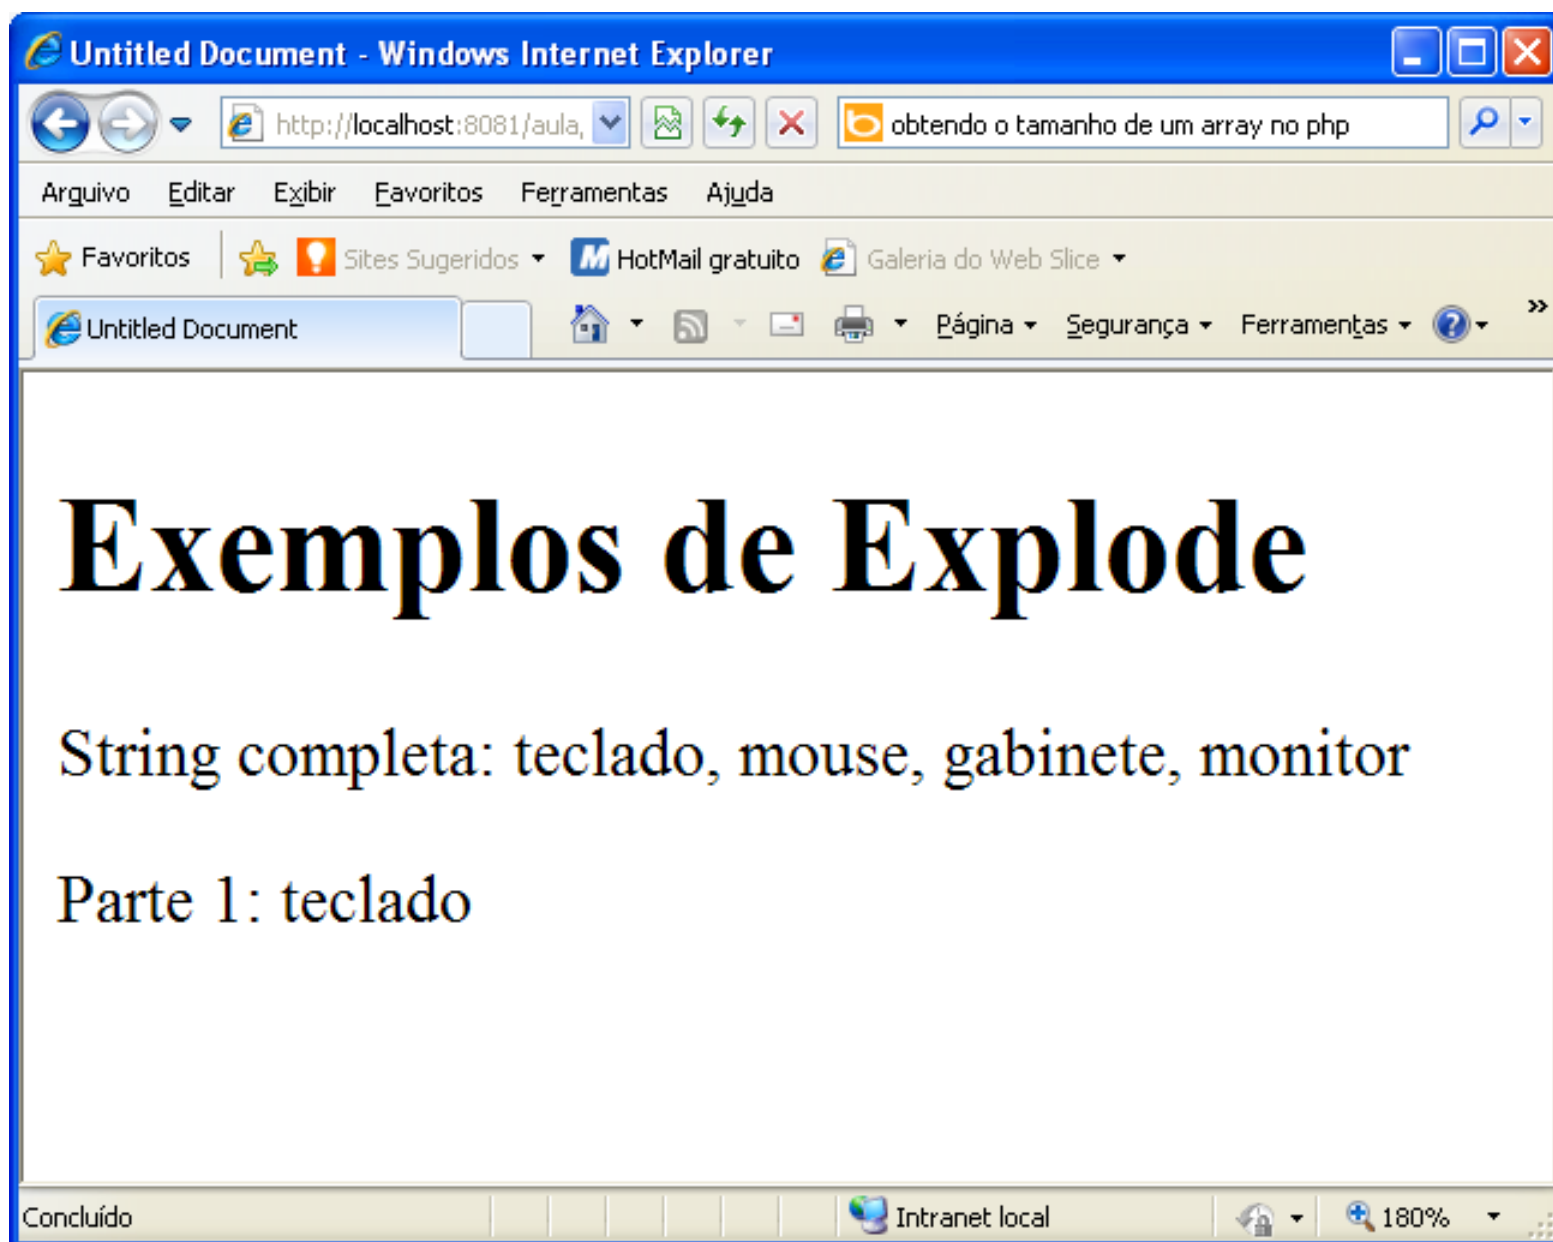 Untitled Document - Windows Internet Explorer
http://localhost:8081/aula, obtendo o tamanho de um array no php
Arquivo Editar Exibir Favoritos Ferramentas Ajuda
Favoritos Sites Sugeridos HotMail gratuito Galeria do Web Slice
Untitled Document Página Segurança Ferramentas »
Exemplos de Explode
String completa: teclado, mouse, gabinete, monitor
Parte 1: teclado
Concluído Intranet local 180%